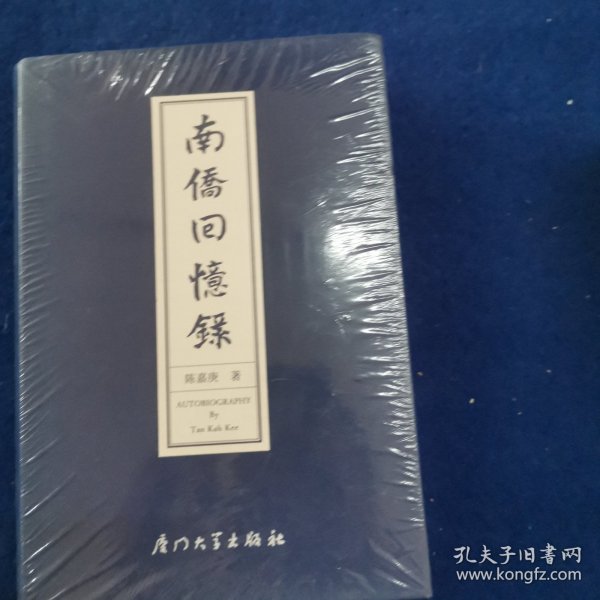 南僑回憶錄
陈嘉庚 著
AUTOBIOGRAPHY
By
Tan Kah Kee
厦门大学出版社
孔夫子旧书网
www.kongfz.com